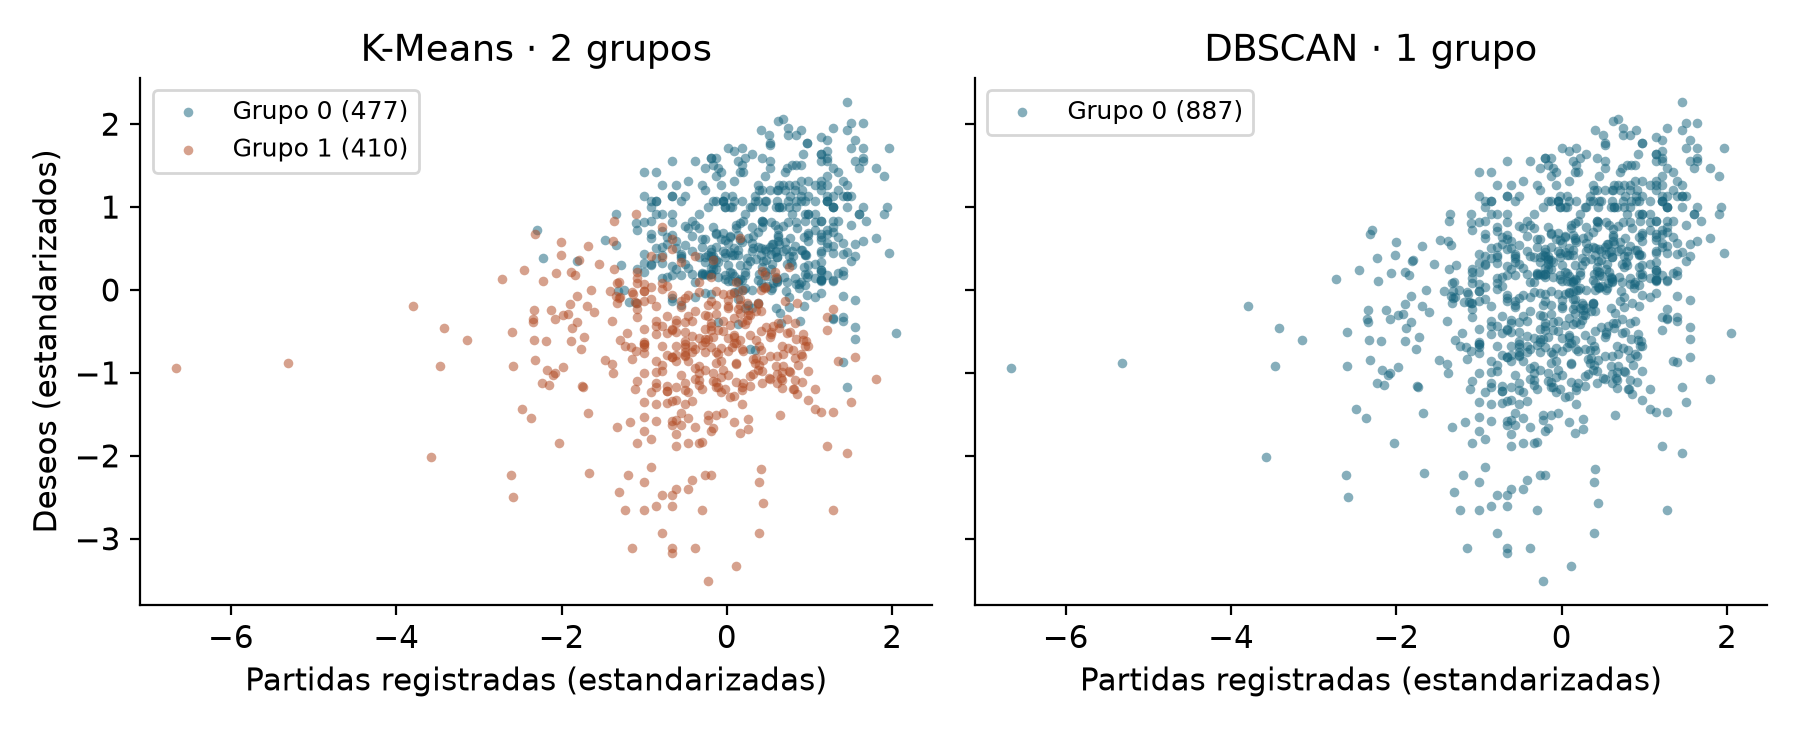 K-Means · 2 grupos
Grupo 0 (477)
Grupo 1 (410)
2
1
0
−1
−2
−3
Deseos (estandarizados)
−6 −4 −2 0 2
Partidas registradas (estandarizadas)
DBSCAN · 1 grupo
Grupo 0 (887)
−6 −4 −2 0 2
Partidas registradas (estandarizadas)